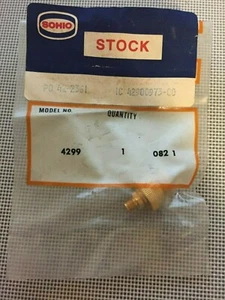 SOHIO
STOCK
MODEL NO. QUANTITY
4299 1 082 1